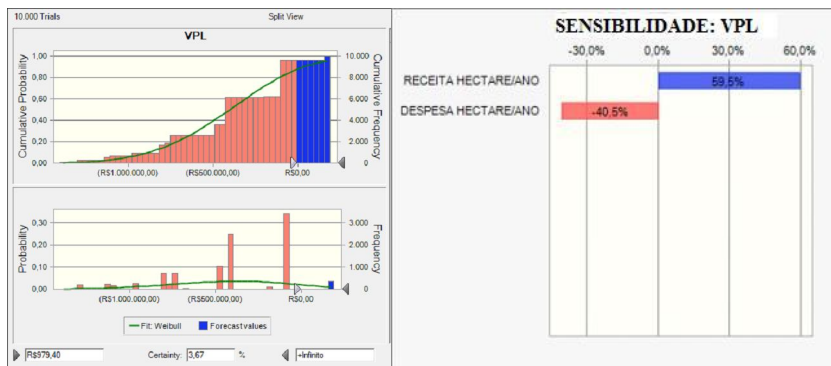 10.000 Trials
Split View
VPL
Cumulative Probability
1,00
0,80
0,60
0,40
0,20
0,00
10.000
8.000
6.000
4.000
2.000
0
Cumulative Frequency
(R$1.000.000,00)
(R$500.000,00)
R$0,00
Probability
0,30
0,20
0,10
0,00
3.000
2.000
1.000
0
Frequency
(R$1.000.000,00)
(R$500.000,00)
R$0,00
Fit: Weibull
Forecast values
R$979,40
Certainty:
3,67
%
+Infinito
SENSIBILIDADE: VPL
-30,0%
0,0%
30,0%
60,0%
RECEITA HECTARE/ANO
59,5%
DESPESA HECTARE/ANO
-40,5%